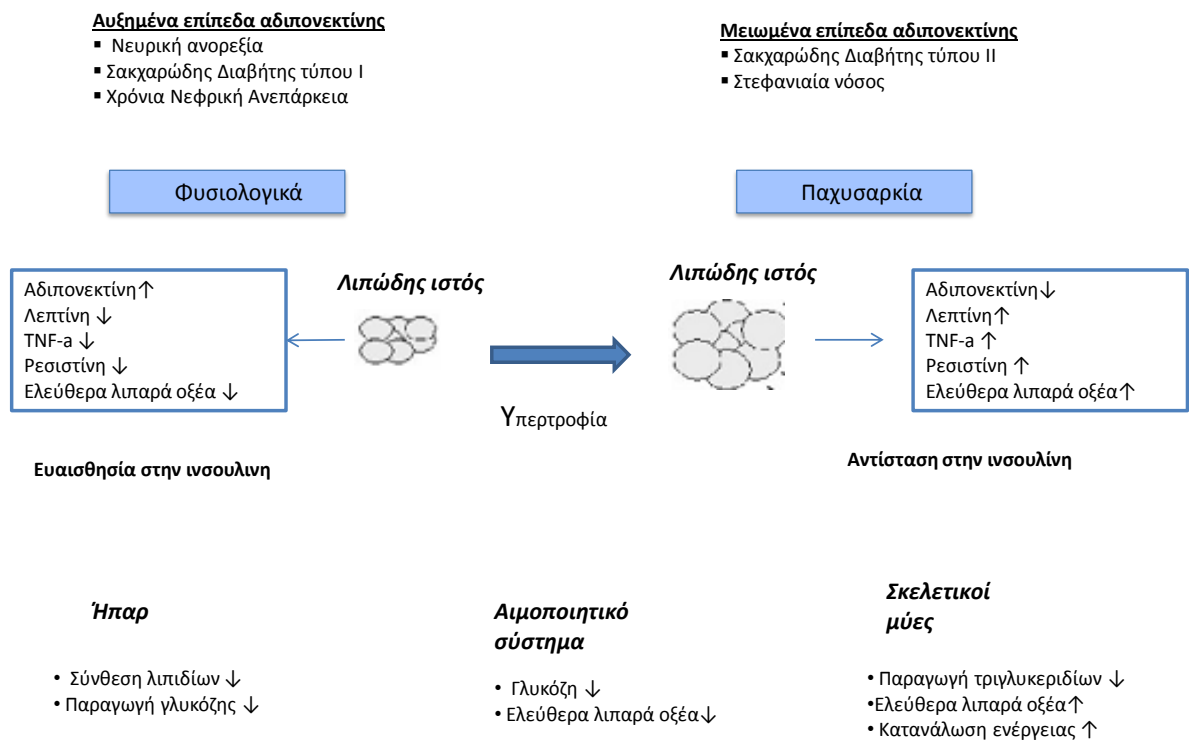 Αυξημένα επίπεδα αδιπονεκτίνης
▪ Νευρική ανορεξία
▪ Σακχαρώδης Διαβήτης τύπου Ι
▪ Χρόνια Νεφρική Ανεπάρκεια
Μειωμένα επίπεδα αδιπονεκτίνης
▪ Σακχαρώδης Διαβήτης τύπου ΙΙ
▪ Στεφανιαία νόσος
Φυσιολογικά
Παχυσαρκία
Αδιπονεκτίνη↑
Λεπτίνη ↓
TNF-a ↓
Ρεσιστίνη ↓
Ελεύθερα λιπαρά οξέα ↓
Λιπώδης ιστός
Υπερτροφία
Λιπώδης ιστός
Αδιπονεκτίνη↓
Λεπτίνη↑
TNF-a ↑
Ρεσιστίνη ↑
Ελεύθερα λιπαρά οξέα↑
Ευαισθησία στην ινσουλινη
Αντίσταση στην ινσουλίνη
Ήπαρ
• Σύνθεση λιπιδίων ↓
• Παραγωγή γλυκόζης ↓
Αιμοποιητικό
σύστημα
• Γλυκόζη ↓
• Ελεύθερα λιπαρά οξέα↓
Σκελετικοί
μύες
• Παραγωγή τριγλυκεριδίων ↓
•Ελεύθερα λιπαρά οξέα↑
• Κατανάλωση ενέργειας ↑